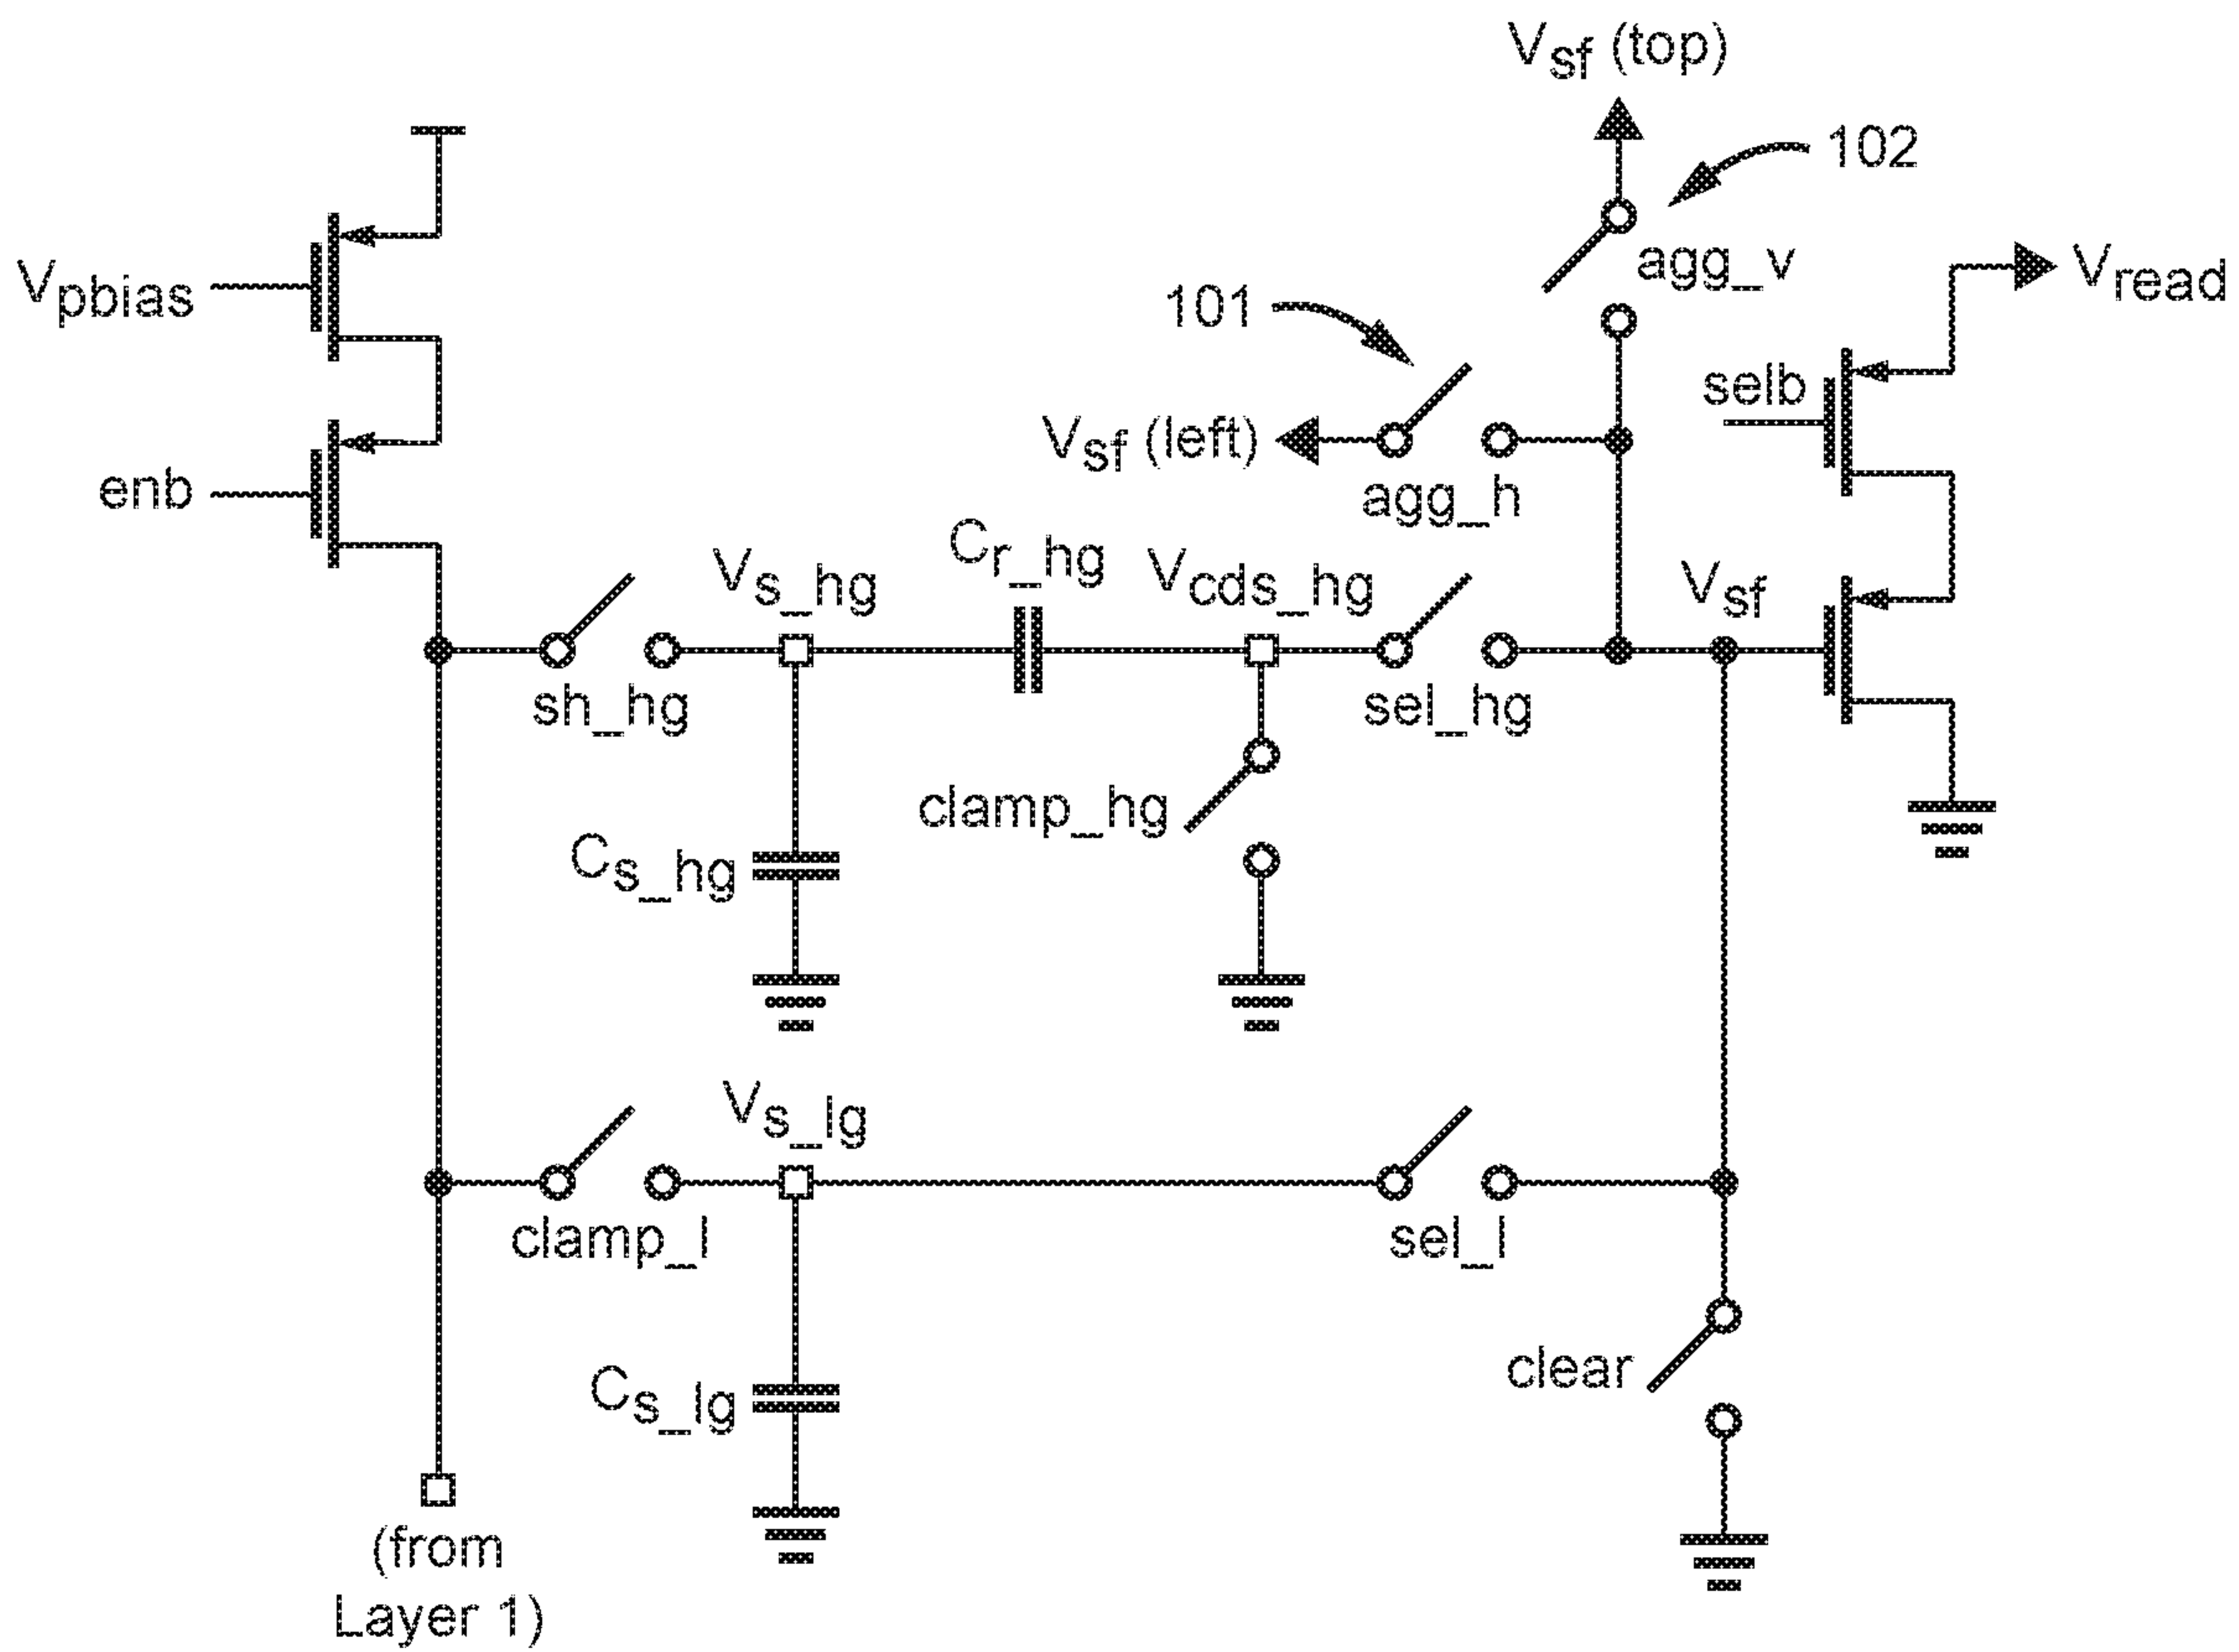 Vsf (top)
102
Vpbias
agg_v
Vread
101
selb
Vsf (left)
agg_h
enb
Vs_hg
Cr_hg
Vcds_hg
Vsf
sh_hg
sel_hg
clamp_hg
Cs_hg
Vs_lg
clamp_l
sel_l
Cs_lg
clear
(from
Layer 1)